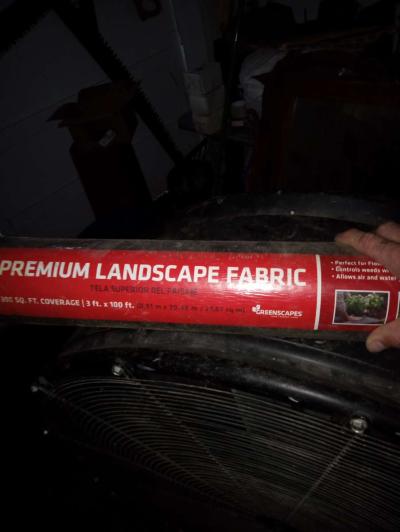 PREMIUM LANDSCAPE FABRIC
TELA SUPERIOR DEL PAISAJE
300 SQ. FT. COVERAGE | 3 ft. x 100 ft.
GREENSCAPES
• Perfect for Flow
• Controls weeds w
• Allows air and water